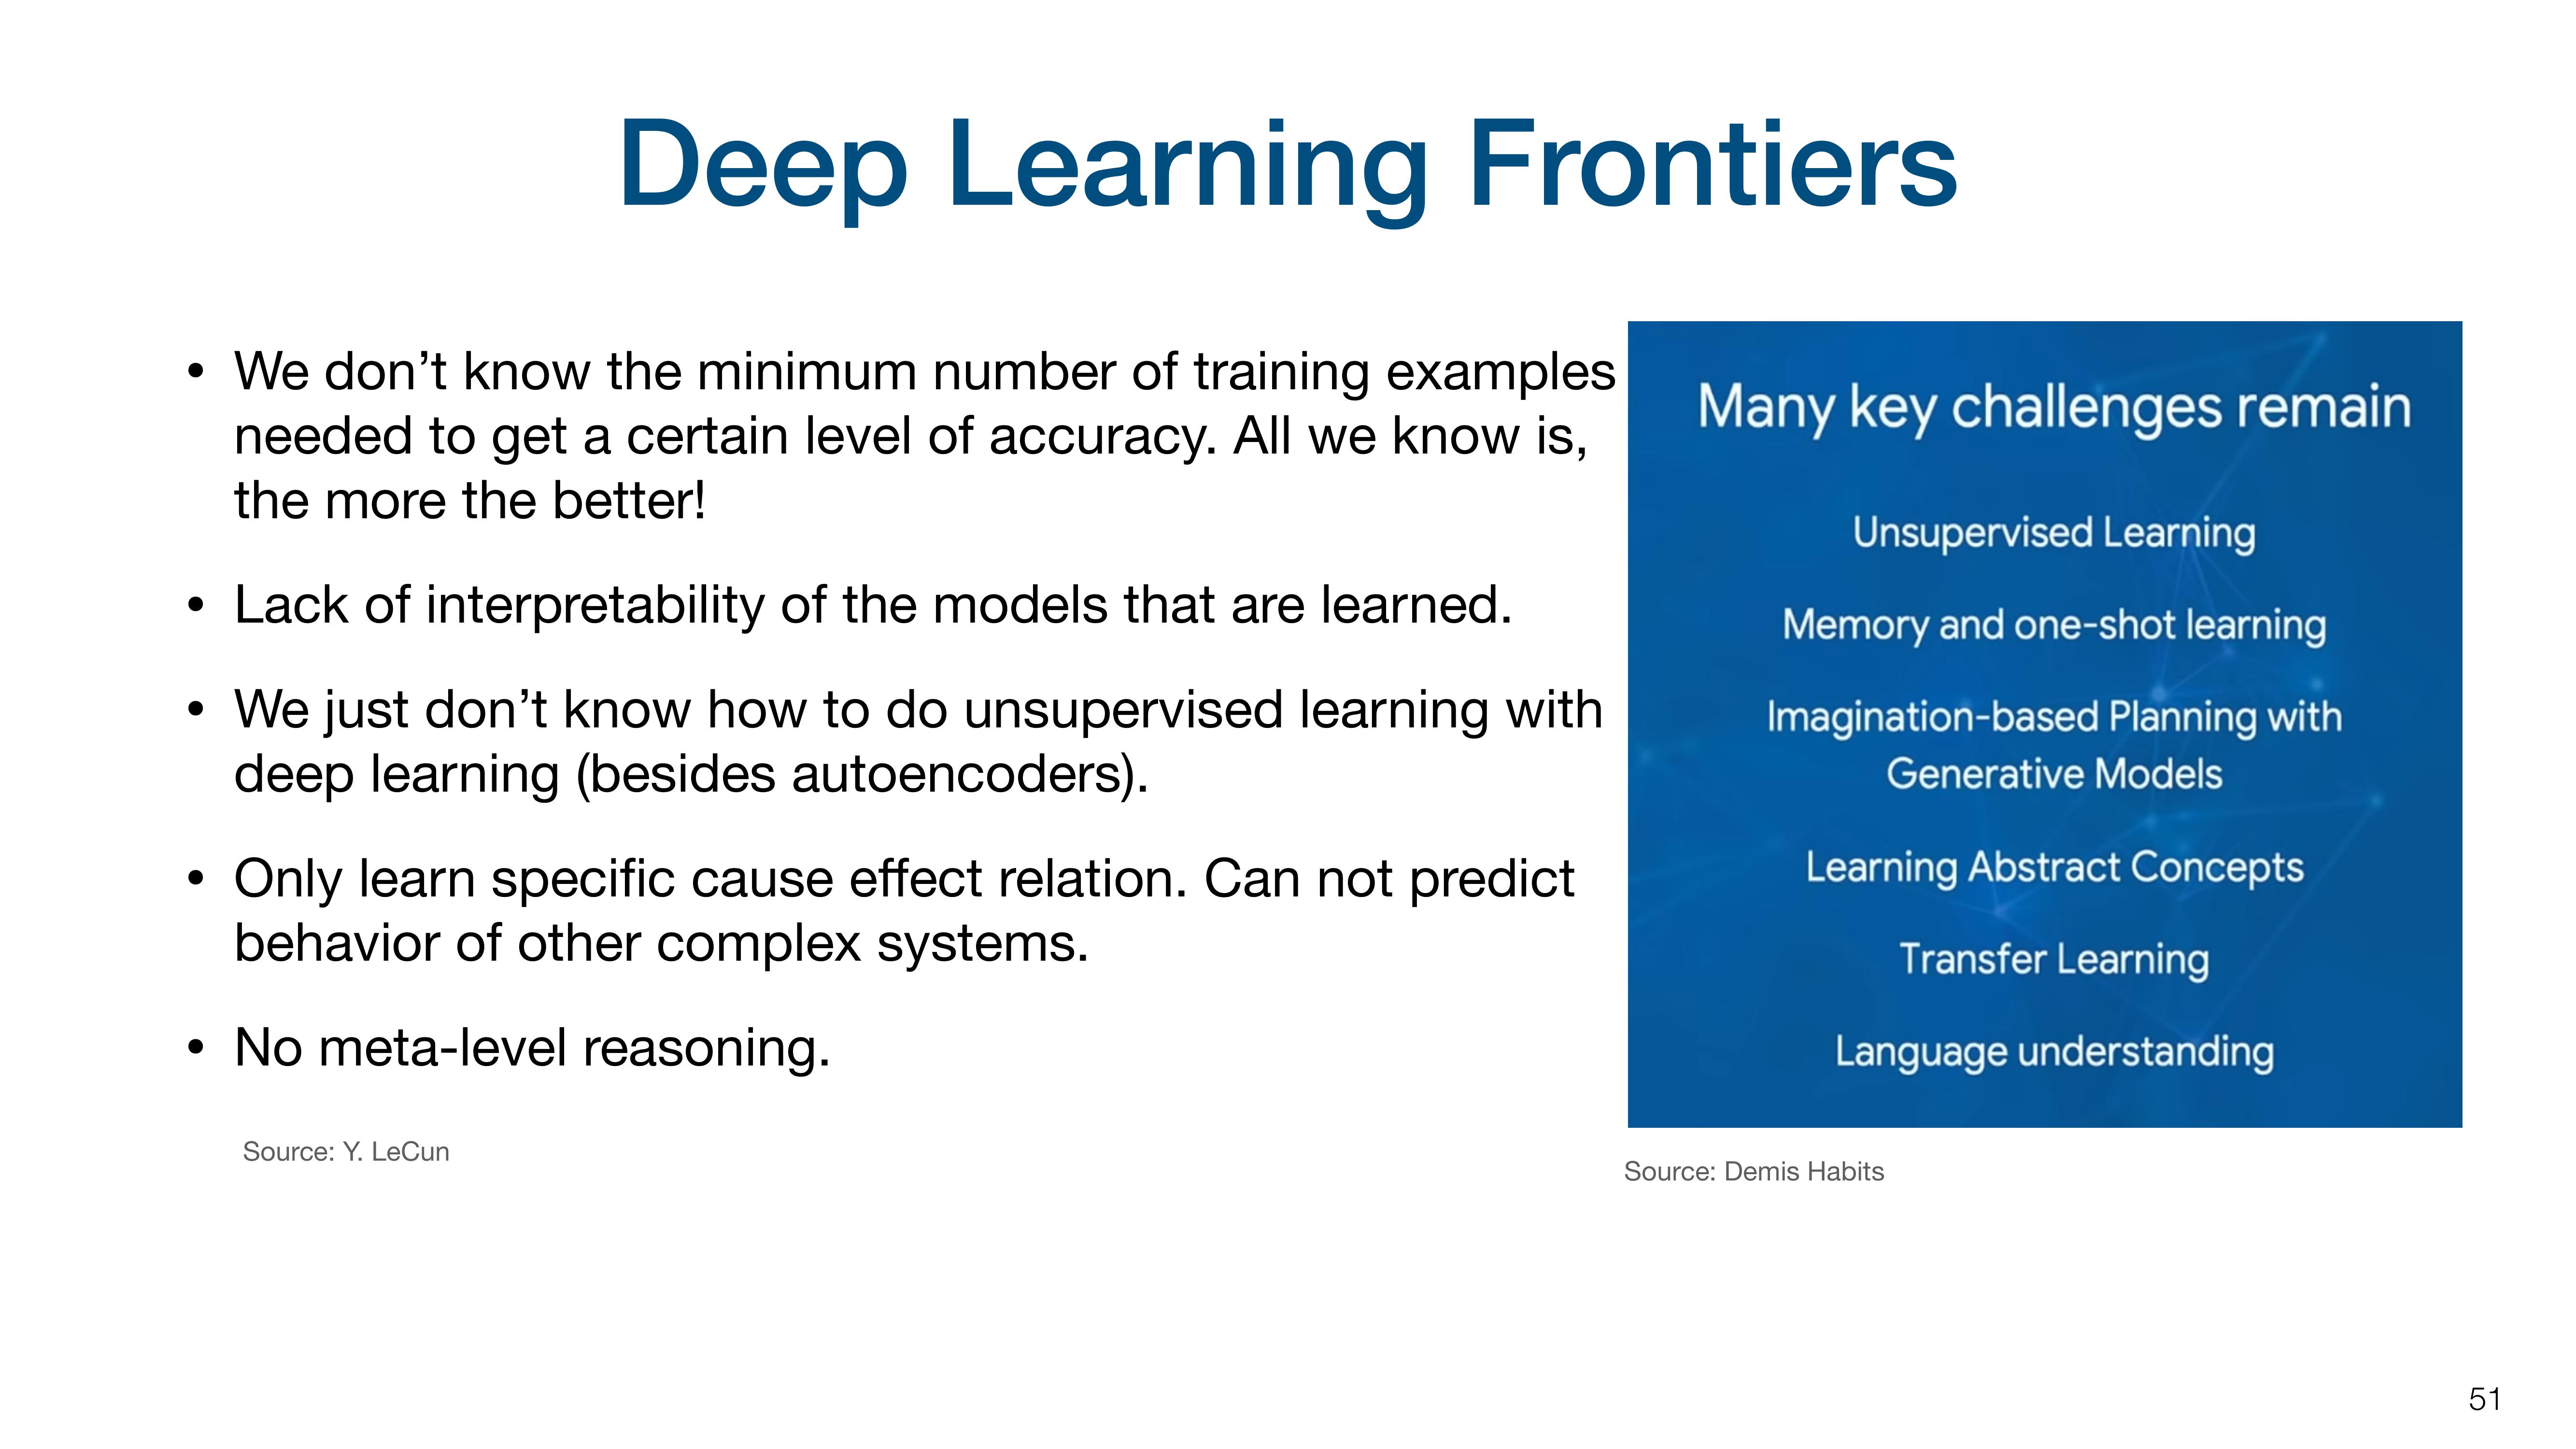 Deep Learning Frontiers
• We don’t know the minimum number of training examples
needed to get a certain level of accuracy. All we know is,
the more the better!
• Lack of interpretability of the models that are learned.
• We just don’t know how to do unsupervised learning with
deep learning (besides autoencoders).
• Only learn specific cause effect relation. Can not predict
behavior of other complex systems.
• No meta-level reasoning.
Source: Y. LeCun
Many key challenges remain
Unsupervised Learning
Memory and one-shot learning
Imagination-based Planning with
Generative Models
Learning Abstract Concepts
Transfer Learning
Language understanding
Source: Demis Habits
51